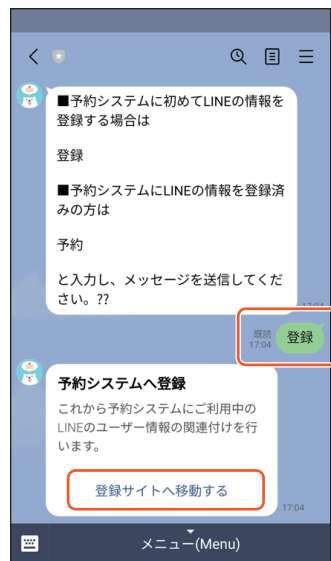 ■予約システムに初めてLINEの情報を
登録する場合は
登録
■予約システムにLINEの情報を登録済
みの方は
予約
と入力し、メッセージを送信してくだ
さい。??
17:04
既読
17:04
登録
予約システムへ登録
これから予約システムにご利用中の
LINEのユーザー情報の関連付けを行
います。
登録サイトへ移動する
17:04
メニュー(Menu)